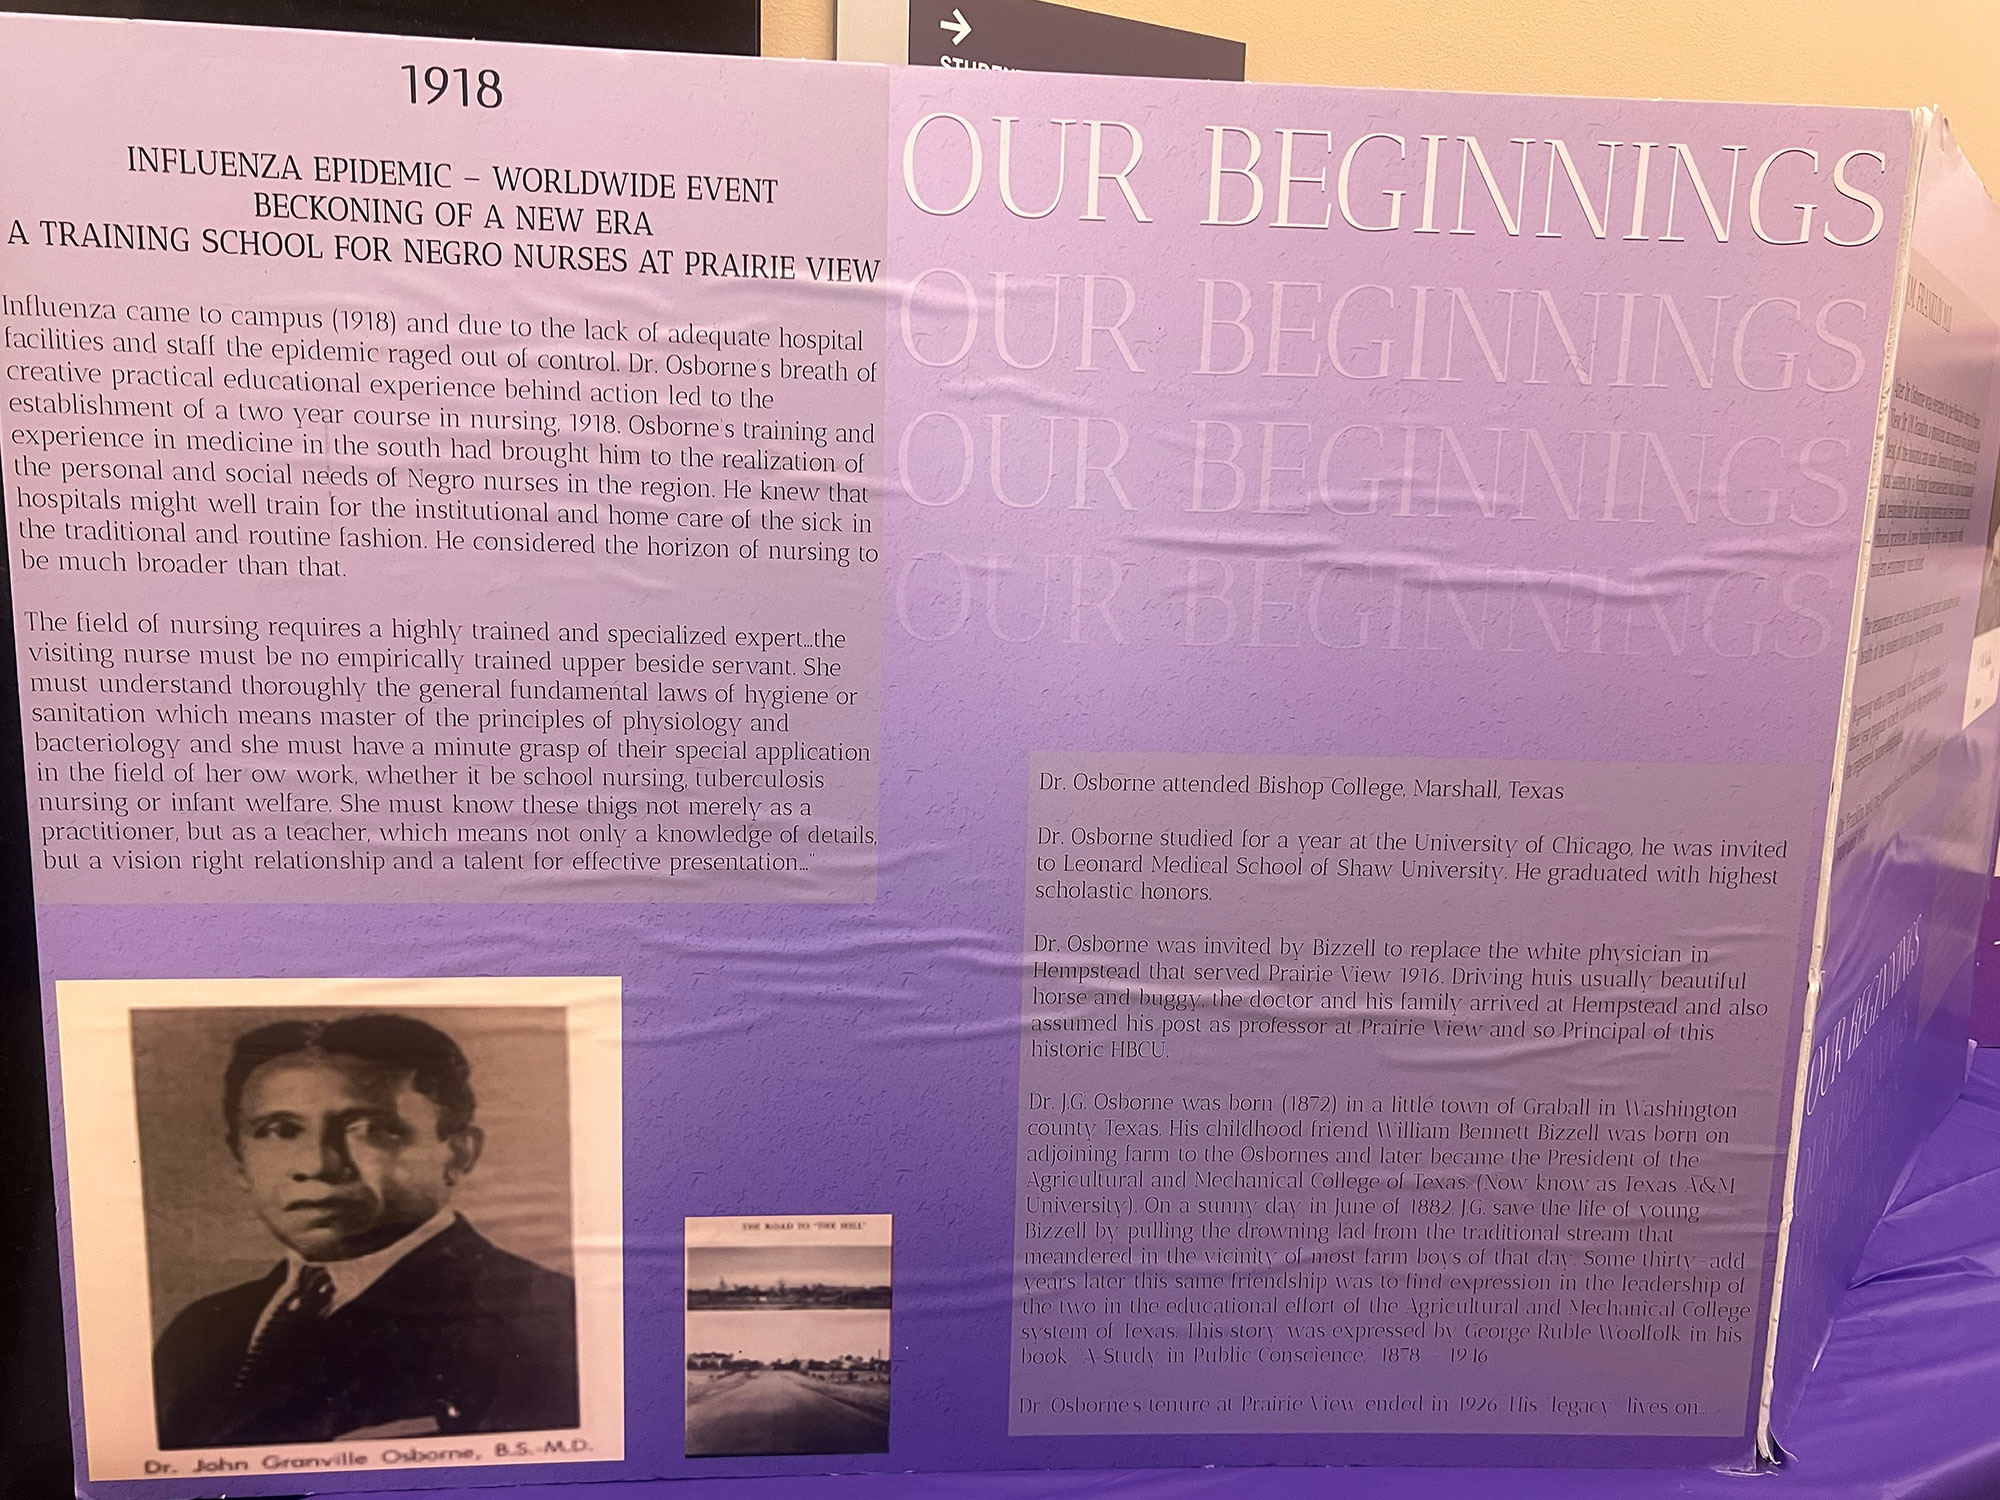 STUDEN
1918
INFLUENZA EPIDEMIC – WORLDWIDE EVENT
BECKONING OF A NEW ERA
A TRAINING SCHOOL FOR NEGRO NURSES AT PRAIRIE VIEW
Influenza came to campus (1918) and due to the lack of adequate hospital
facilities and staff the epidemic raged out of control. Dr. Osborne's breath of
creative practical educational experience behind action led to the
establishment of a two year course in nursing, 1918. Osborne's training and
experience in medicine in the south had brought him to the realization of
the personal and social needs of Negro nurses in the region. He knew that
hospitals might well train for the institutional and home care of the sick in
the traditional and routine fashion. He considered the horizon of nursing to
be much broader than that.
The field of nursing requires a highly trained and specialized expert...the
visiting nurse must be no empirically trained upper beside servant. She
must understand thoroughly the general fundamental laws of hygiene or
sanitation which means master of the principles of physiology and
bacteriology and she must have a minute grasp of their special application
in the field of her ow work, whether it be school nursing, tuberculosis
nursing or infant welfare. She must know these thigs not merely as a
practitioner, but as a teacher, which means not only a knowledge of details,
but a vision right relationship and a talent for effective presentation..."
Dr. John Granville Osborne, B.S.-M.D.
THE ROAD TO "THE HILL"
OUR BEGINNINGS
OUR BEGINNINGS
OUR BEGINNINGS
OUR BEGINNINGS
Dr. Osborne attended Bishop College, Marshall, Texas
Dr. Osborne studied for a year at the University of Chicago, he was invited
to Leonard Medical School of Shaw University. He graduated with highest
scholastic honors.
Dr. Osborne was invited by Bizzell to replace the white physician in
Hempstead that served Prairie View 1916. Driving huis usually beautiful
horse and buggy, the doctor and his family arrived at Hempstead and also
assumed his post as professor at Prairie View and so Principal of this
historic HBCU.
Dr. J.G. Osborne was born (1872) in a little town of Graball in Washington
county Texas. His childhood friend William Bennett Bizzell was born on
adjoining farm to the Osbornes and later became the President of the
Agricultural and Mechanical College of Texas. (Now know as Texas A&M
University). On a sunny day in June of 1882, J.G. save the life of young
Bizzell by pulling the drowning lad from the traditional stream that
meandered in the vicinity of most farm boys of that day. Some thirty-add
years later this same friendship was to find expression in the leadership of
the two in the educational effort of the Agricultural and Mechanical College
system of Texas. This story was expressed by George Ruble Woolfolk in his
book "A Study in Public Conscience, 1878 – 1946
Dr. Osborne's tenure at Prairie View ended in 1926. His "legacy" lives on...
OUR BEGINNINGS